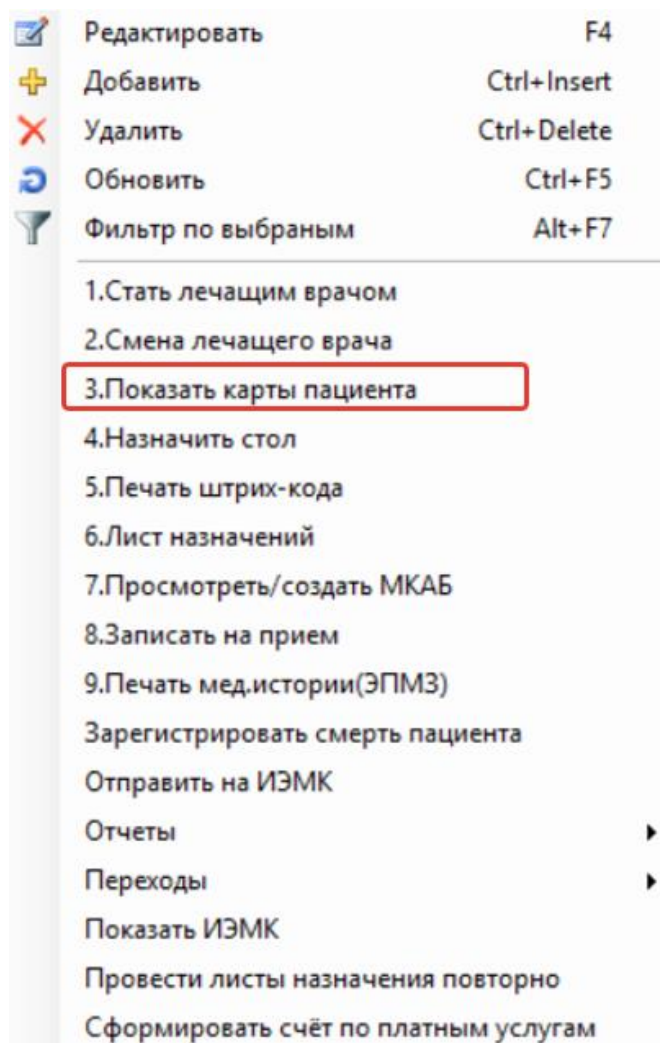 Редактировать F4
Добавить Ctrl+Insert
Удалить Ctrl+Delete
Обновить Ctrl+F5
Фильтр по выбраным Alt+F7
1.Стать лечащим врачом
2.Смена лечащего врача
3.Показать карты пациента
4.Назначить стол
5.Печать штрих-кода
6.Лист назначений
7.Просмотреть/создать МКАБ
8.Записать на прием
9.Печать мед.истории(ЭПМЗ)
Зарегистрировать смерть пациента
Отправить на ИЭМК
Отчеты
Переходы
Показать ИЭМК
Провести листы назначения повторно
Сформировать счёт по платным услугам